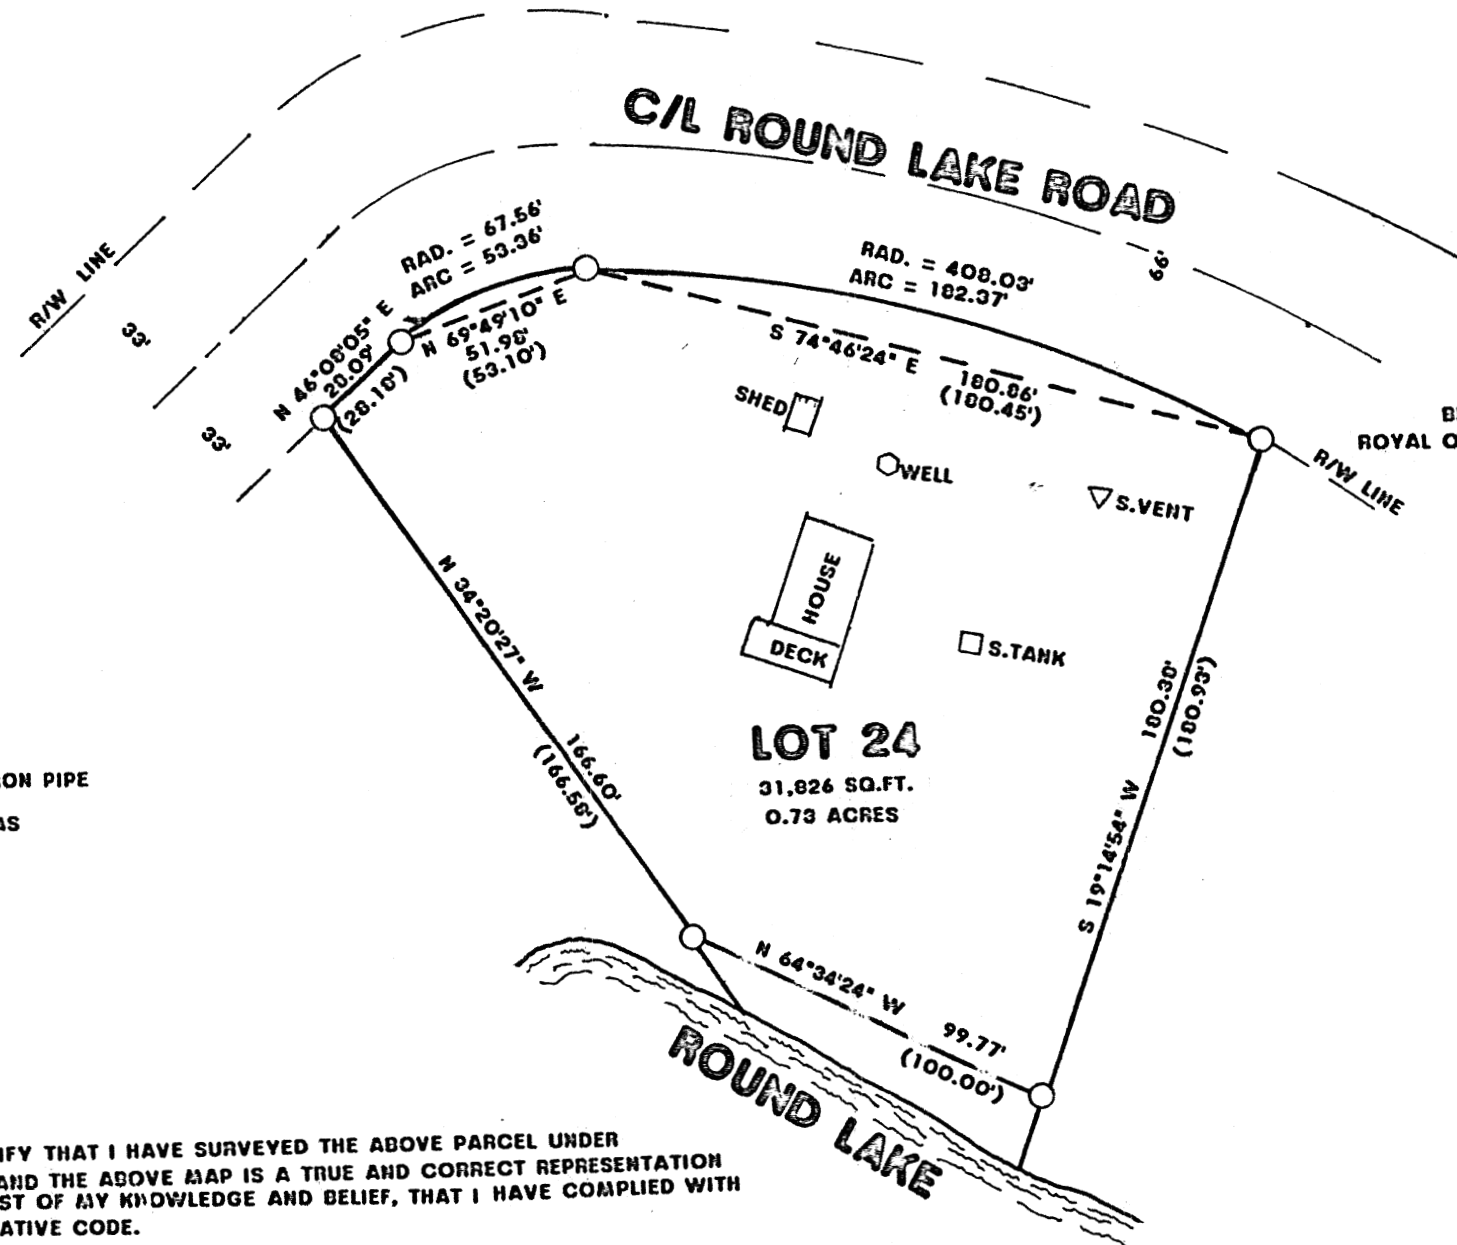 C/L ROUND LAKE ROAD
R/W LINE
33'
33'
66'
RAD. = 67.56'
ARC = 53.36'
N 46°08'05" E
28.09'
(28.18')
N 69°49'10" E
51.98'
(53.10')
RAD. = 408.03'
ARC = 182.37'
S 74°46'24" E
180.86'
(180.45')
SHED
WELL
S.VENT
R/W LINE
ROYAL O
HOUSE
DECK
S.TANK
N 34°20'27" W
166.60'
(166.58')
LOT 24
31,826 SQ.FT.
0.73 ACRES
180.38'
(180.93')
S 19°14'54" W
N 64°34'24" W
99.77'
(100.00')
ROUND LAKE
ON PIPE
AS
IFY THAT I HAVE SURVEYED THE ABOVE PARCEL UNDER
AND THE ABOVE MAP IS A TRUE AND CORRECT REPRESENTATION
ST OF MY KNOWLEDGE AND BELIEF, THAT I HAVE COMPLIED WITH
ATIVE CODE.